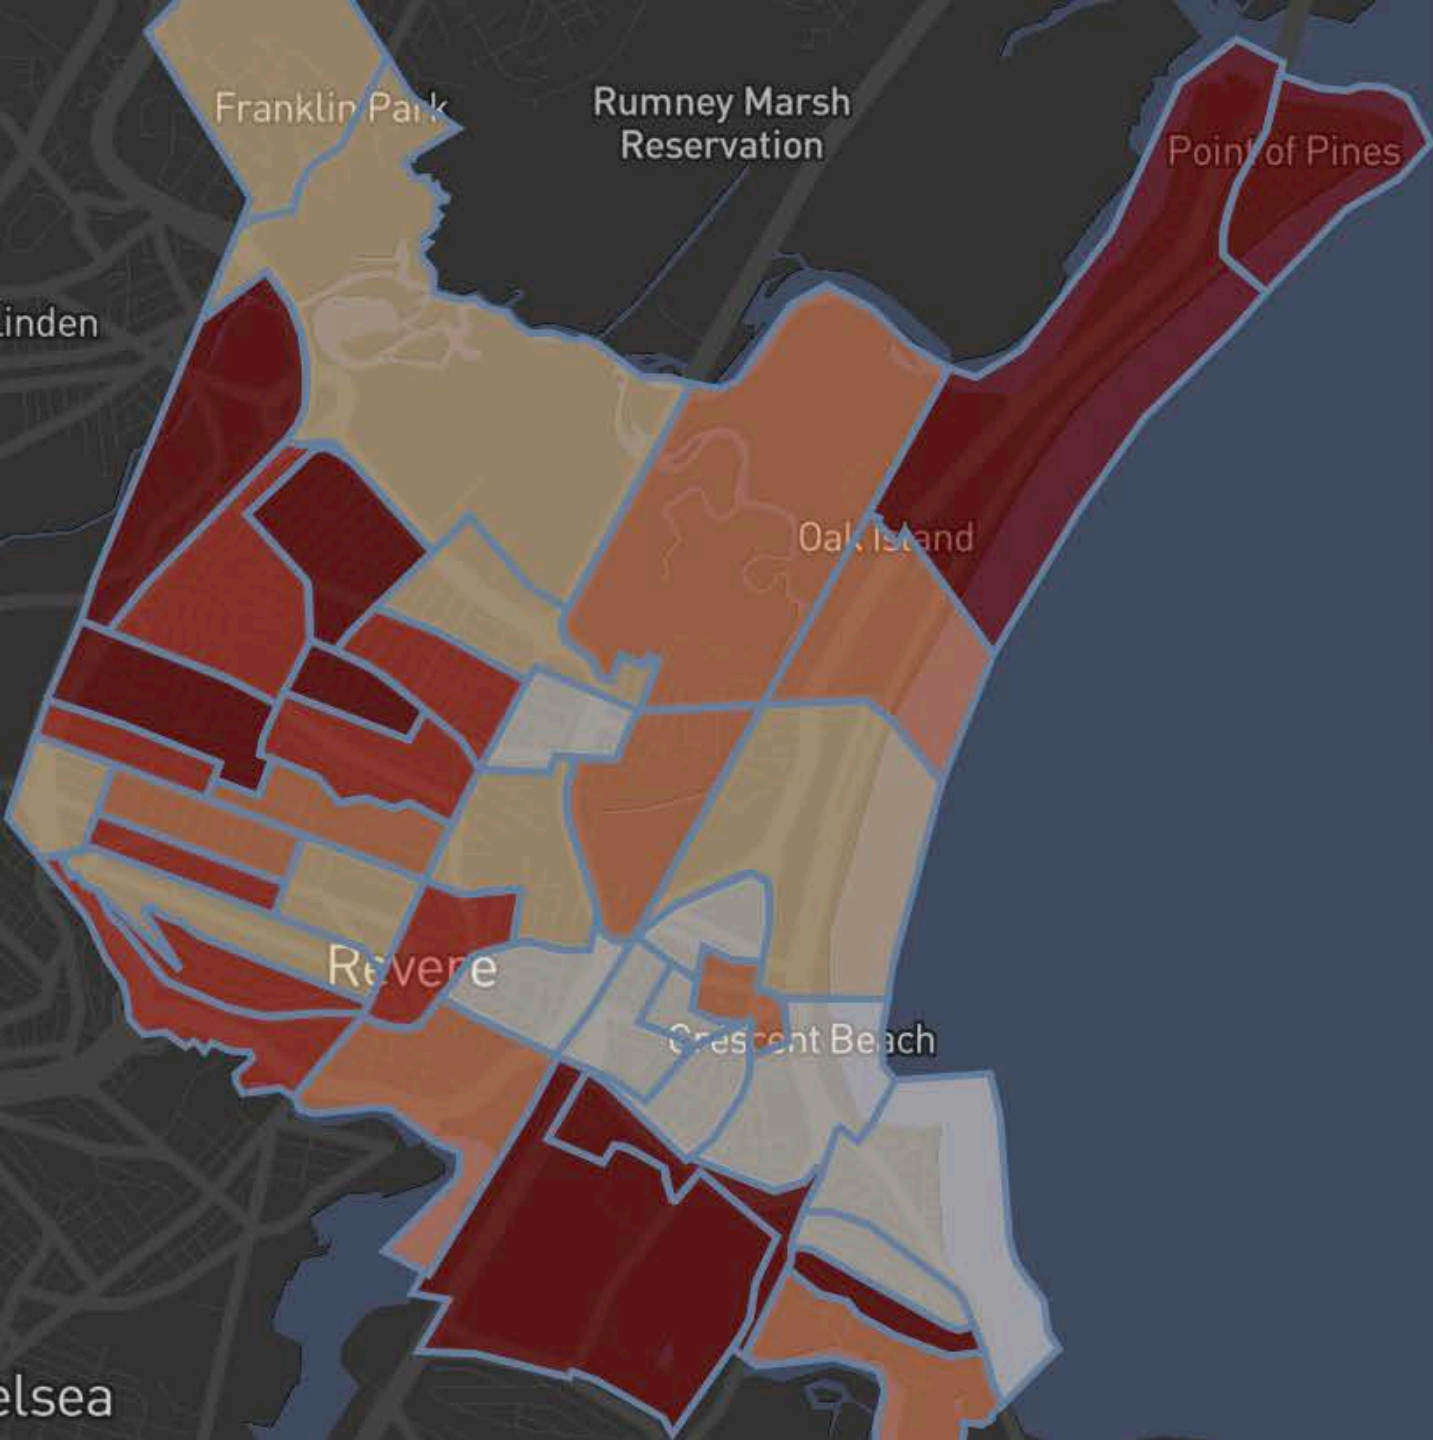 Franklin Park
Rumney Marsh
Reservation
Point of Pines
Linden
Oak Island
Revere
Crescent Beach
elsea